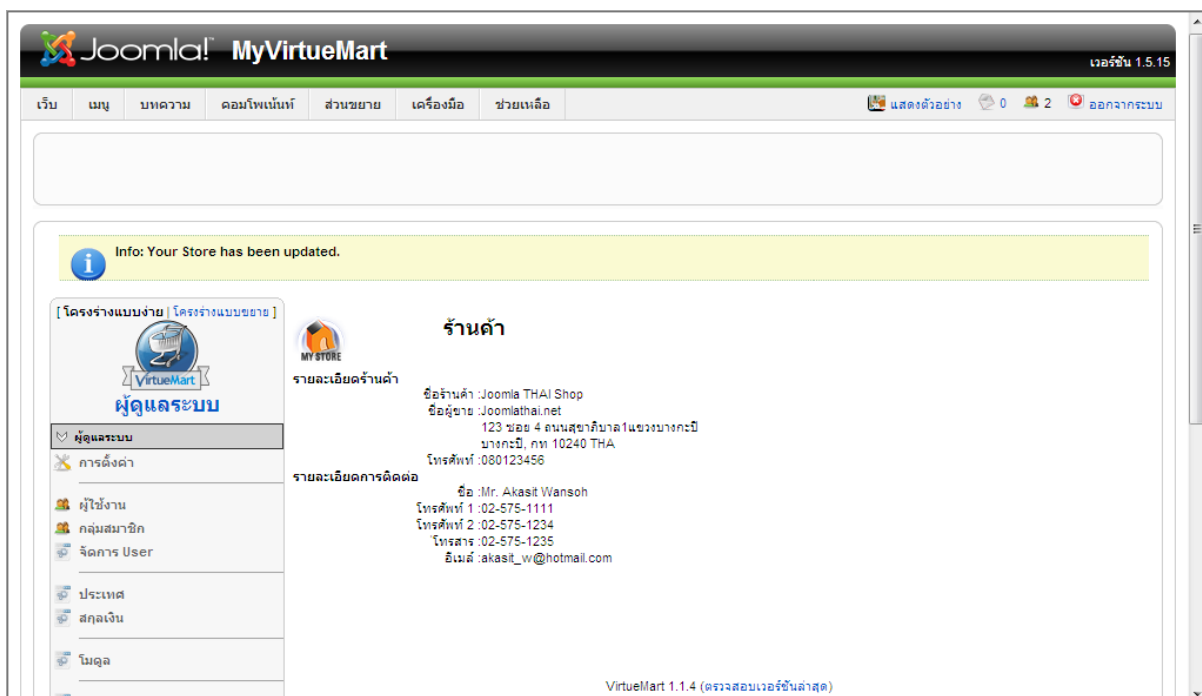 Joomla! MyVirtueMart
เวอร์ชัน 1.5.15
เว็บ เมนู บทความ คอมโพเน้นท์ ส่วนขยาย เครื่องมือ ช่วยเหลือ แสดงตัวอย่าง 0 2 ออกจากระบบ
Info: Your Store has been updated.
[ โครงร่างแบบง่าย | โครงร่างแบบขยาย ]
VirtueMart
ผู้ดูแลระบบ
ผู้ดูแลระบบ
การตั้งค่า
ผู้ใช้งาน
กลุ่มสมาชิก
จัดการ User
ประเทศ
สกุลเงิน
โมดูล
MY STORE
ร้านค้า
รายละเอียดร้านค้า
ชื่อร้านค้า :Joomla THAI Shop
ชื่อผู้ขาย :Joomlathai.net
123 ซอย 4 ถนนสุขาภิบาล1แขวงบางกะปิ
บางกะปิ, กท 10240 THA
โทรศัพท์ :080123456
รายละเอียดการติดต่อ
ชื่อ :Mr. Akasit Wansoh
โทรศัพท์ 1 :02-575-1111
โทรศัพท์ 2 :02-575-1234
โทรสาร :02-575-1235
อีเมล์ :akasit_w@hotmail.com
VirtueMart 1.1.4 (ตรวจสอบเวอร์ชันล่าสุด)